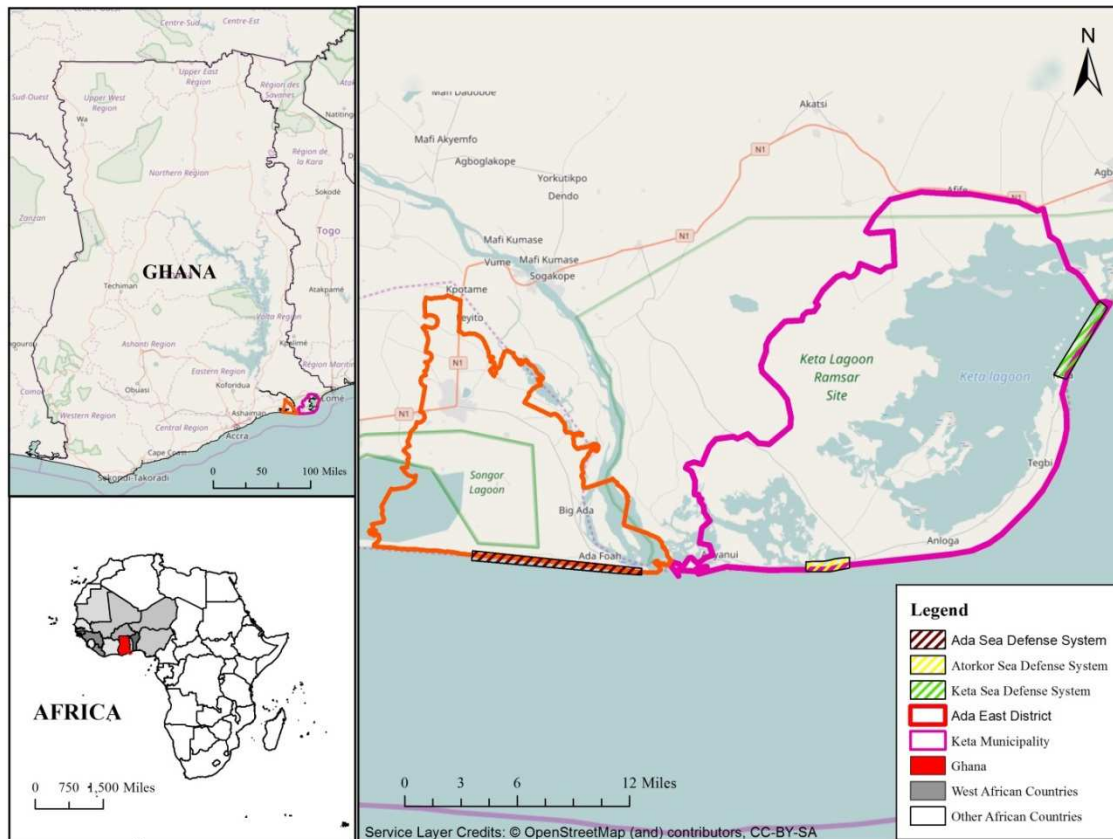 Centre-Sud
Centre-Est
Upper East Region
Région des Savanes
Sud-Ouest
Upper West Region
Wa
Natitingou
Région de la Kara
Northern Region
Sokodé
Zanzan
Togo
GHANA
Techiman
Atakpamé
Volta Region
Ashanti Region
Kpalimé
Eastern Region
Région Maritime
Obuasi
Koforidua
Lomé
Western Region
Ashaiman
Central Region
Accra
Cape Coast
Sekondi-Takoradi
0 50 100 Miles
AFRICA
0 750 1,500 Miles
N
Mafi Dadoboe
Akatsi
Mafi Akyemfo
N1
Agboglakope
Yorkutikpo
Dendo
Afife
N1
Mafi Kumase
N1
Vume
Mafi Kumase
Sogakope
Kpotame
N1
N1
Keta Lagoon
Ramsar
Site
Keta lagoon
Songor
Lagoon
Tegbi
Big Ada
Anloga
Ada Foah
Anyanui
0 3 6 12 Miles
Service Layer Credits: © OpenStreetMap (and) contributors, CC-BY-SA
Legend
Ada Sea Defense System
Atorkor Sea Defense System
Keta Sea Defense System
Ada East District
Keta Municipality
Ghana
West African Countries
Other African Countries